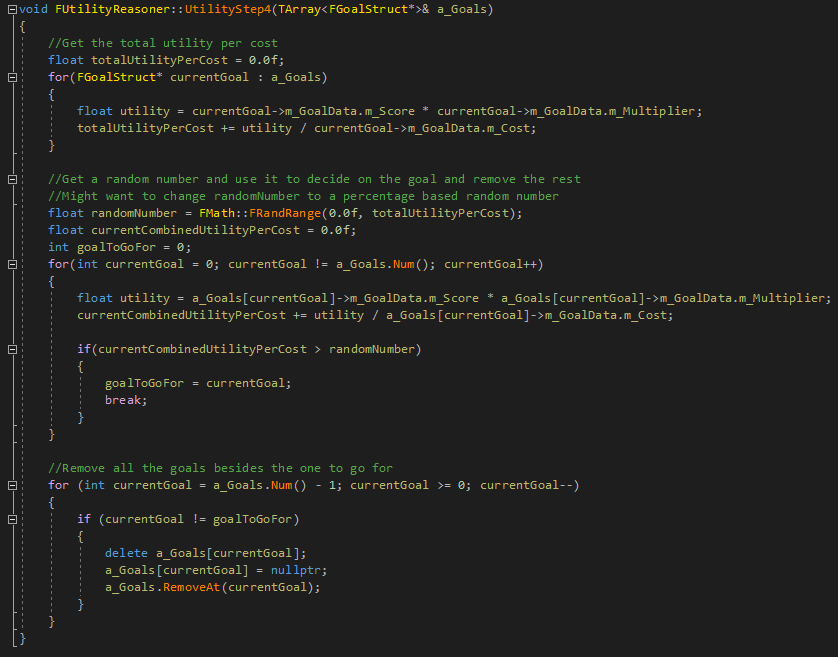 void FUtilityReasoner::UtilityStep4(TArray<FGoalStruct*>& a_Goals)
{
//Get the total utility per cost
float totalUtilityPerCost = 0.0f;
for(FGoalStruct* currentGoal : a_Goals)
{
float utility = currentGoal->m_GoalData.m_Score * currentGoal->m_GoalData.m_Multiplier;
totalUtilityPerCost += utility / currentGoal->m_GoalData.m_Cost;
}
//Get a random number and use it to decide on the goal and remove the rest
//Might want to change randomNumber to a percentage based random number
float randomNumber = FMath::FRandRange(0.0f, totalUtilityPerCost);
float currentCombinedUtilityPerCost = 0.0f;
int goalToGoFor = 0;
for(int currentGoal = 0; currentGoal != a_Goals.Num(); currentGoal++)
{
float utility = a_Goals[currentGoal]->m_GoalData.m_Score * a_Goals[currentGoal]->m_GoalData.m_Multiplier;
currentCombinedUtilityPerCost += utility / a_Goals[currentGoal]->m_GoalData.m_Cost;
if(currentCombinedUtilityPerCost > randomNumber)
{
goalToGoFor = currentGoal;
break;
}
}
//Remove all the goals besides the one to go for
for (int currentGoal = a_Goals.Num() - 1; currentGoal >= 0; currentGoal--)
{
if (currentGoal != goalToGoFor)
{
delete a_Goals[currentGoal];
a_Goals[currentGoal] = nullptr;
a_Goals.RemoveAt(currentGoal);
}
}
}